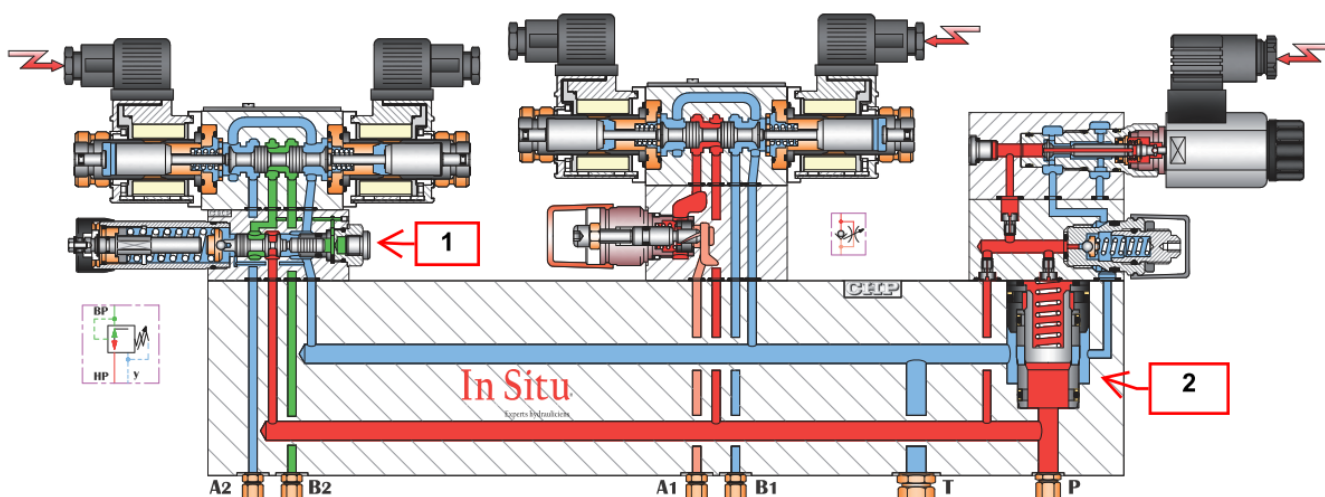 1
BP
HP
y
CHP
2
In Situ
Experts hydrauliciens
A2
B2
A1
B1
T
P